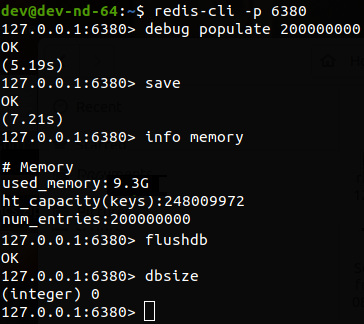 dev@dev-nd-64:~$ redis-cli -p 6380
127.0.0.1:6380> debug populate 200000000
OK
(5.19s)
127.0.0.1:6380> save
OK
(7.21s)
127.0.0.1:6380> info memory
# Memory
used_memory:9.3G
ht_capacity(keys):248009972
num_entries:200000000
127.0.0.1:6380> flushdb
OK
127.0.0.1:6380> dbsize
(integer) 0
127.0.0.1:6380>